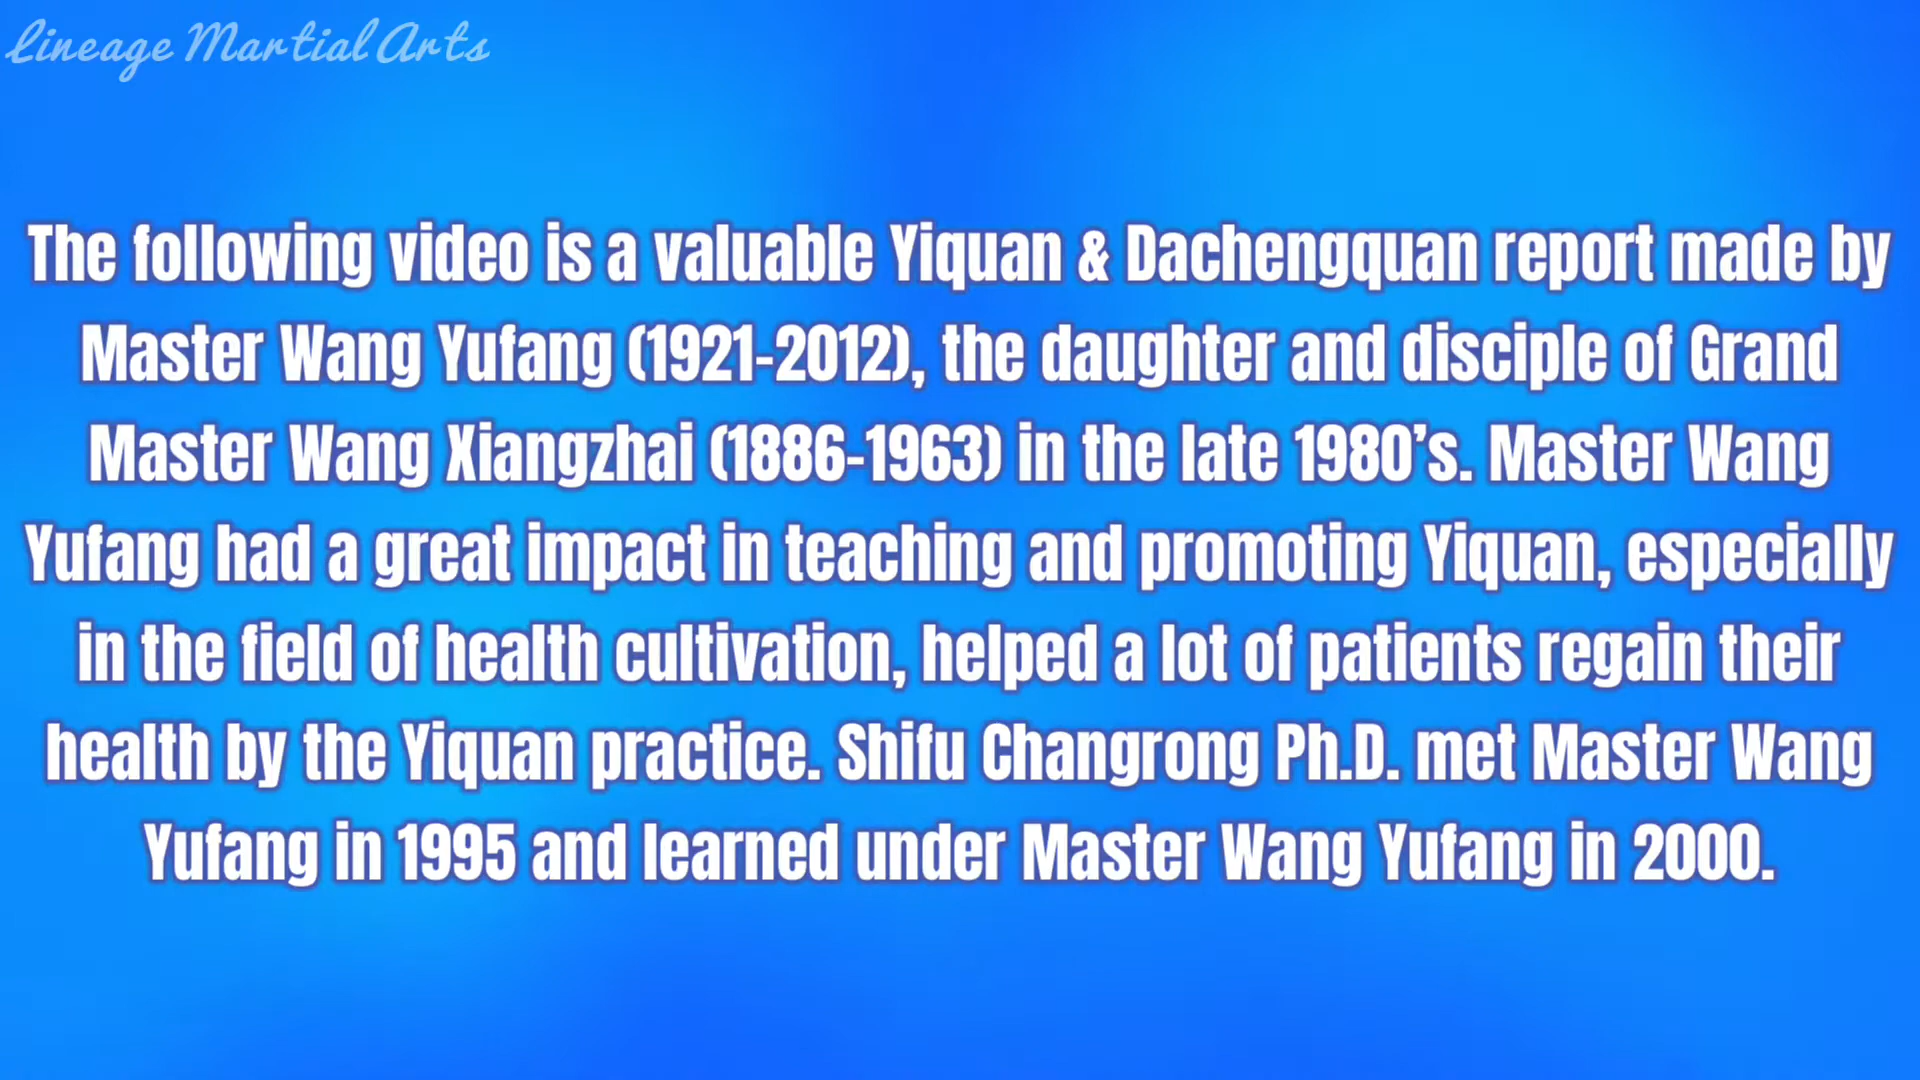 Lineage Martial Arts
The following video is a valuable Yiquan & Dachengquan report made by
Master Wang Yufang (1921-2012), the daughter and disciple of Grand
Master Wang Xiangzhai (1886-1963) in the late 1980’s. Master Wang
Yufang had a great impact in teaching and promoting Yiquan, especially
in the field of health cultivation, helped a lot of patients regain their
health by the Yiquan practice. Shifu Changrong Ph.D. met Master Wang
Yufang in 1995 and learned under Master Wang Yufang in 2000.